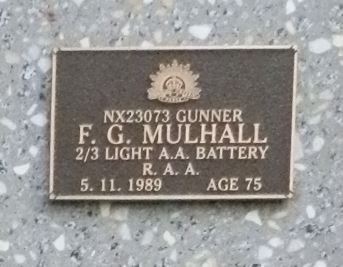 NX23073 GUNNER
F. G. MULHALL
2/3 LIGHT A.A. BATTERY
R. A. A.
5. 11. 1989 AGE 75